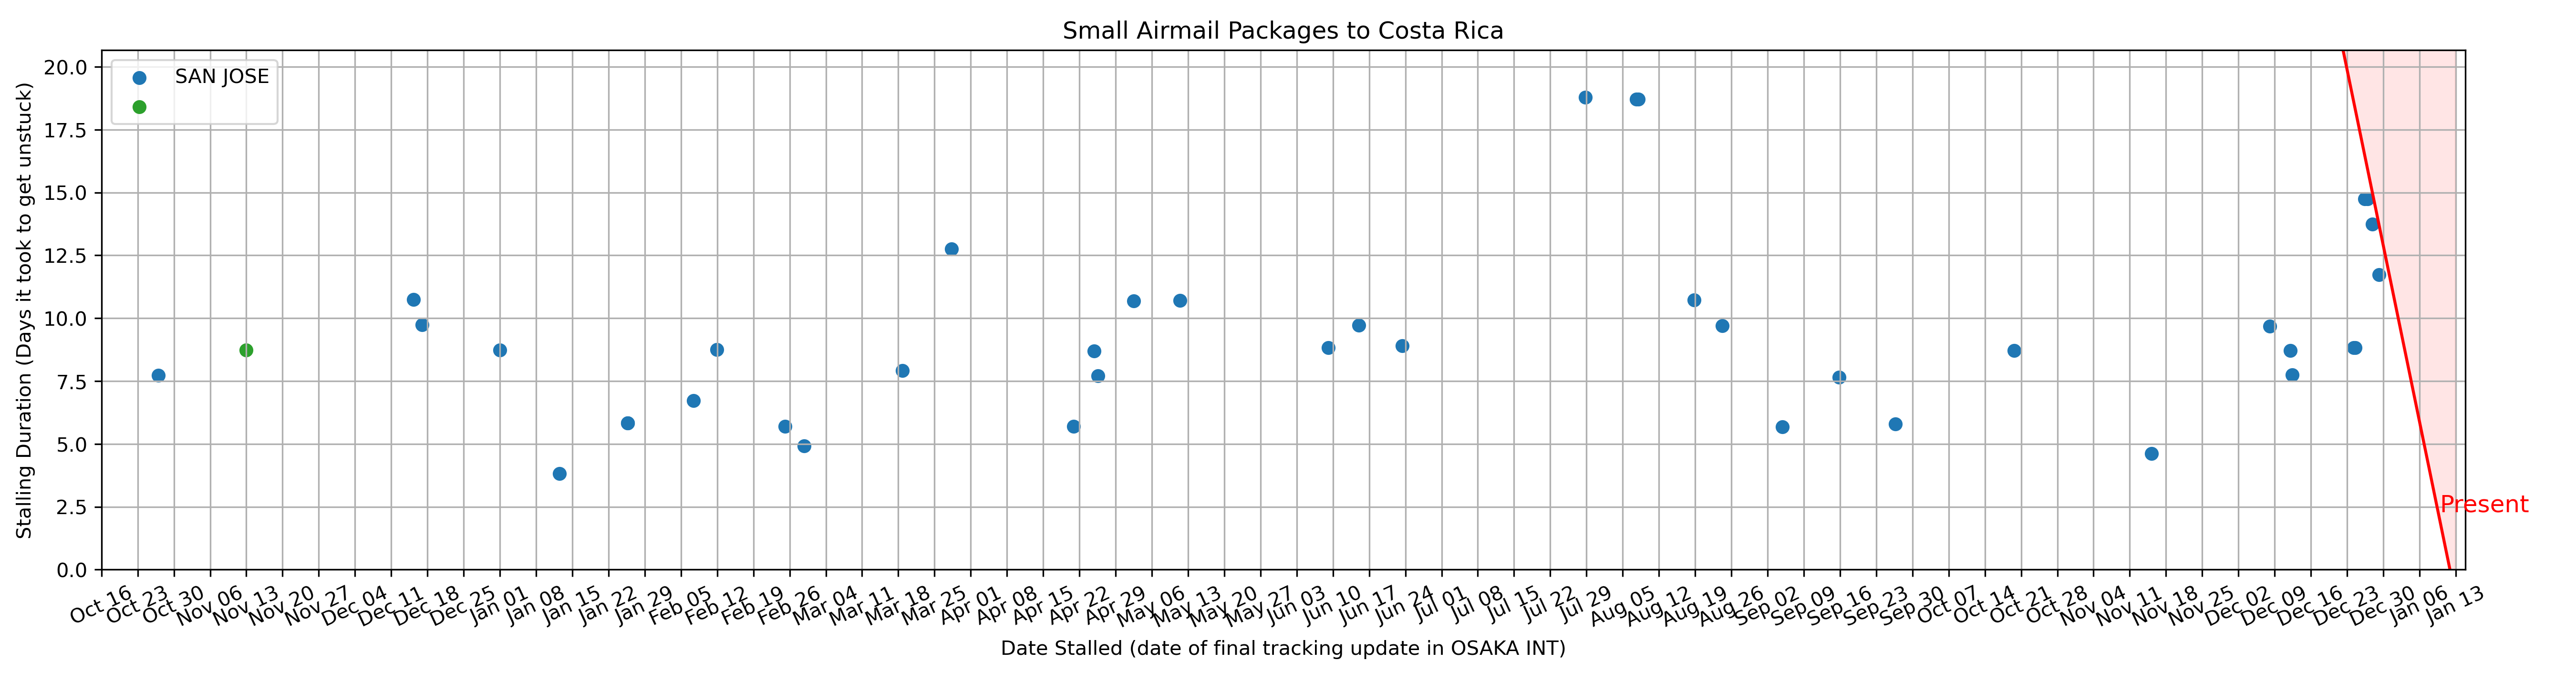 Small Airmail Packages to Costa Rica
SAN JOSE
Stalling Duration (Days it took to get unstuck)
20.0
17.5
15.0
12.5
10.0
7.5
5.0
2.5
0.0
Present
Oct 16 Oct 23 Oct 30 Nov 06 Nov 13 Nov 20 Nov 27 Dec 04 Dec 11 Dec 18 Dec 25 Jan 01 Jan 08 Jan 15 Jan 22 Jan 29 Feb 05 Feb 12 Feb 19 Feb 26 Mar 04 Mar 11 Mar 18 Mar 25 Apr 01 Apr 08 Apr 15 Apr 22 Apr 29 May 06 May 13 May 20 May 27 Jun 03 Jun 10 Jun 17 Jun 24 Jul 01 Jul 08 Jul 15 Jul 22 Jul 29 Aug 05 Aug 12 Aug 19 Aug 26 Sep 02 Sep 09 Sep 16 Sep 23 Sep 30 Oct 07 Oct 14 Oct 21 Oct 28 Nov 04 Nov 11 Nov 18 Nov 25 Dec 02 Dec 09 Dec 16 Dec 23 Dec 30 Jan 06 Jan 13
Date Stalled (date of final tracking update in OSAKA INT)